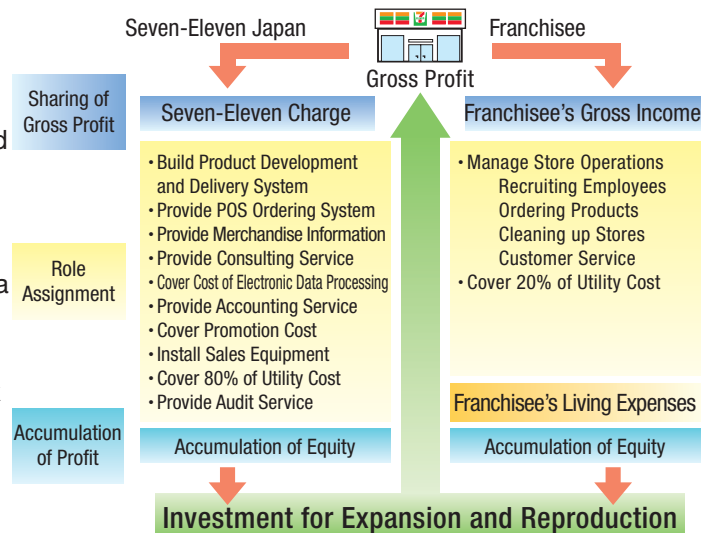 Seven-Eleven Japan
Franchisee
Gross Profit
Sharing of
Gross Profit
d
Seven-Eleven Charge
Franchisee's Gross Income
Role
Assignment
a
• Build Product Development
and Delivery System
• Provide POS Ordering System
• Provide Merchandise Information
• Provide Consulting Service
• Cover Cost of Electronic Data Processing
• Provide Accounting Service
• Cover Promotion Cost
• Install Sales Equipment
• Cover 80% of Utility Cost
• Provide Audit Service
• Manage Store Operations
Recruiting Employees
Ordering Products
Cleaning up Stores
Customer Service
• Cover 20% of Utility Cost
Franchisee's Living Expenses
Accumulation
of Profit
Accumulation of Equity
Accumulation of Equity
Investment for Expansion and Reproduction